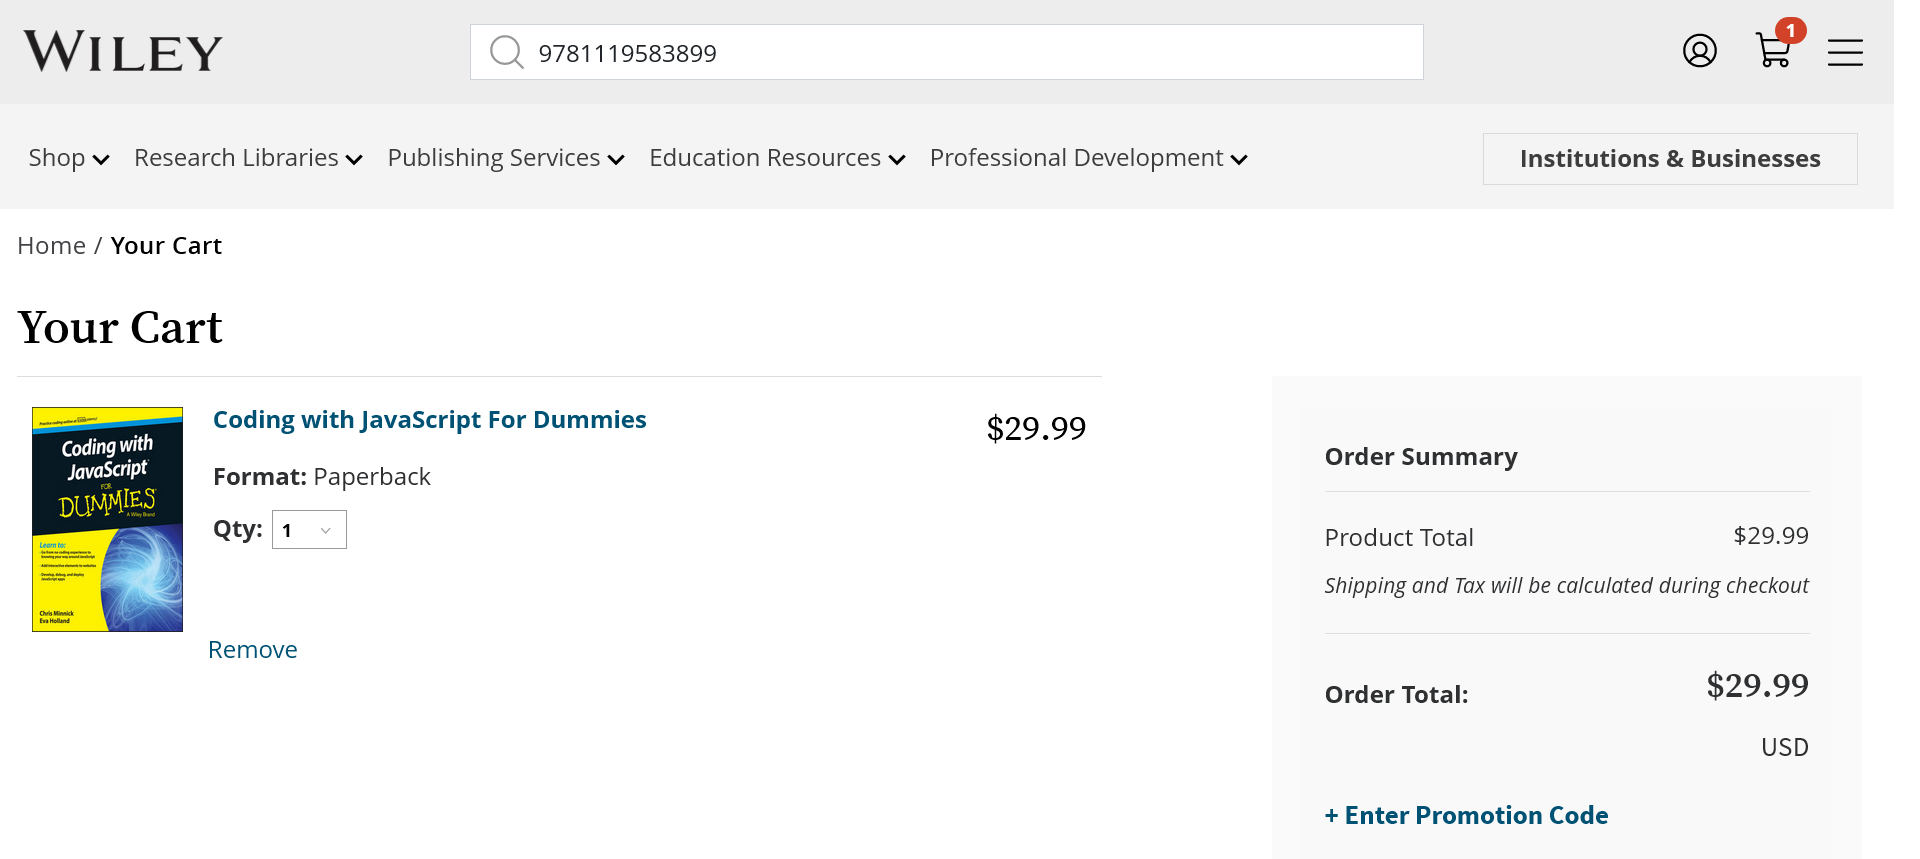 WILEY
9781119583899
1
Shop
Research Libraries
Publishing Services
Education Resources
Professional Development
Institutions & Businesses
Home / Your Cart
Your Cart
Coding with
JavaScript
FOR
DUMMIES
A Wiley Brand
Learn to:
Chris Minnick
Eva Holland
Coding with JavaScript For Dummies
$29.99
Format: Paperback
Qty: 1
Remove
Order Summary
Product Total $29.99
Shipping and Tax will be calculated during checkout
Order Total: $29.99
USD
+ Enter Promotion Code